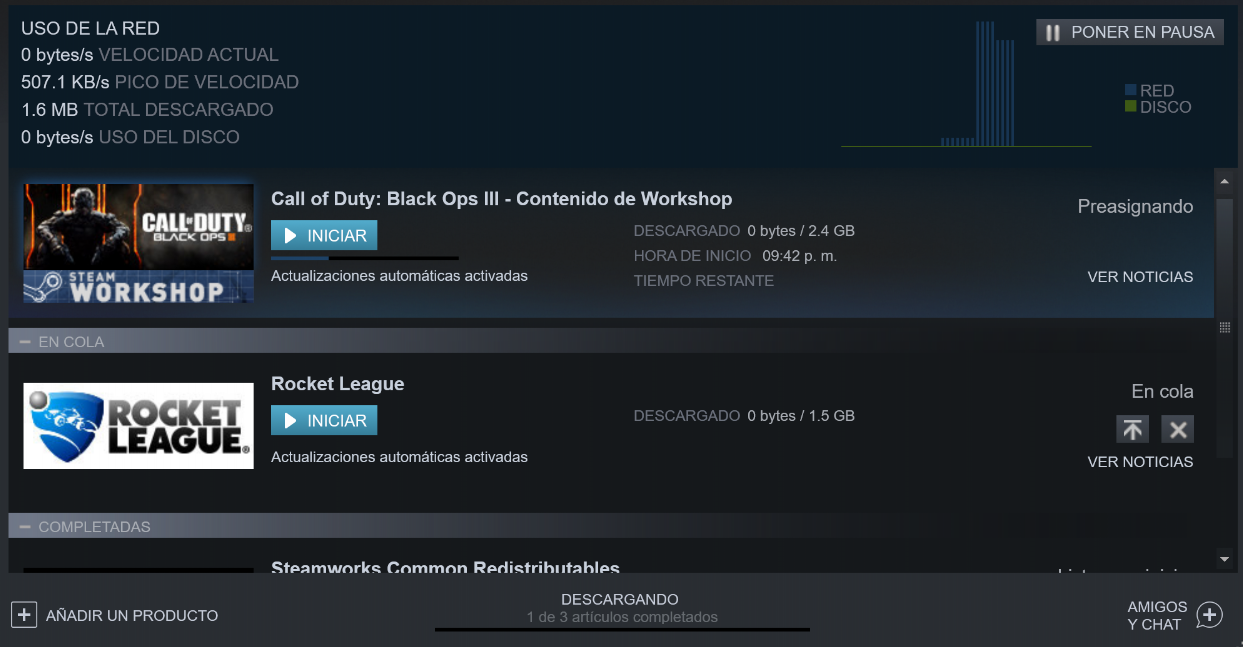 USO DE LA RED
0 bytes/s VELOCIDAD ACTUAL
507.1 KB/s PICO DE VELOCIDAD
1.6 MB TOTAL DESCARGADO
0 bytes/s USO DEL DISCO
PONER EN PAUSA
RED
DISCO
CALL OF DUTY®
BLACK OPS III
STEAM
WORKSHOP
Call of Duty: Black Ops III - Contenido de Workshop
INICIAR
Actualizaciones automáticas activadas
DESCARGADO 0 bytes / 2.4 GB
HORA DE INICIO 09:42 p. m.
TIEMPO RESTANTE
Preasignando
VER NOTICIAS
EN COLA
ROCKET
LEAGUE®
Rocket League
INICIAR
Actualizaciones automáticas activadas
DESCARGADO 0 bytes / 1.5 GB
En cola
VER NOTICIAS
COMPLETADAS
Steamworks Common Redistributables
AÑADIR UN PRODUCTO
DESCARGANDO
1 de 3 artículos completados
AMIGOS
Y CHAT